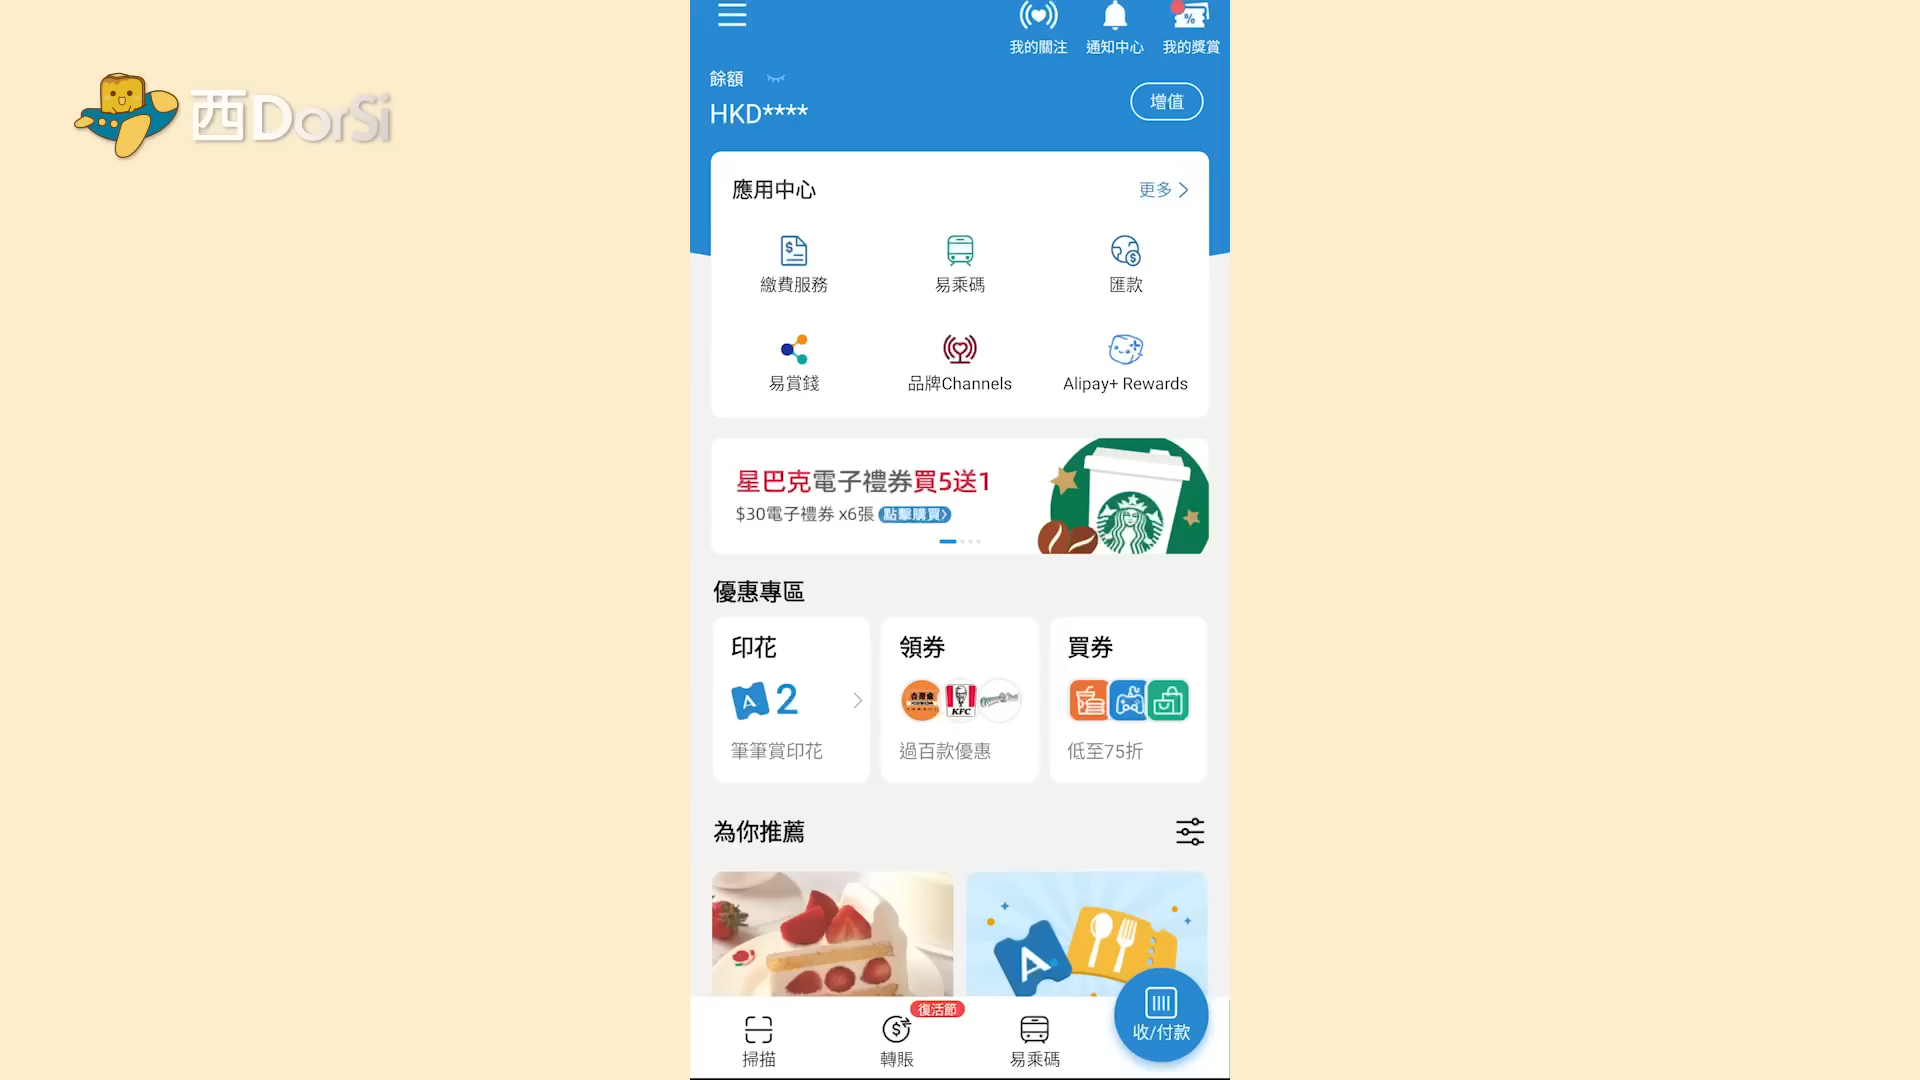 西DorSi
我的關注
通知中心
%
我的獎賞
餘額
HKD****
增值
應用中心
更多
繳費服務
易乘碼
匯款
易賞錢
品牌Channels
Alipay+ Rewards
星巴克電子禮券買5送1
$30電子禮券 x6張 點擊購買
優惠專區
印花
領券
買券
A 2
KFC
筆筆賞印花
過百款優惠
低至75折
為你推薦
A
復活節
掃描
轉賬
易乘碼
收/付款